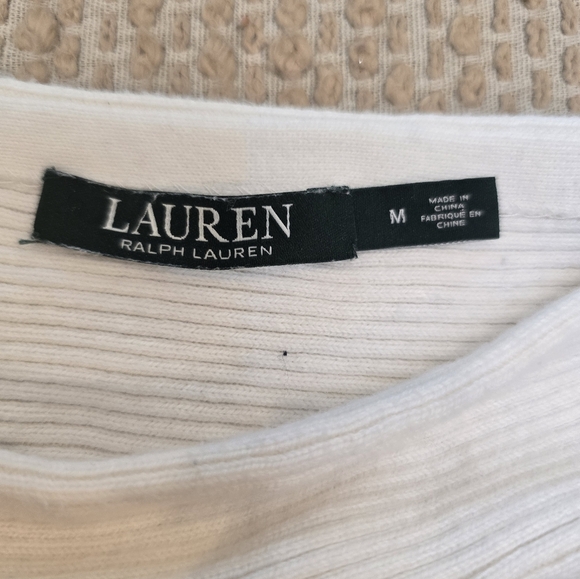 LAUREN
RALPH LAUREN
M
MADE IN
CHINA
FABRIQUÉ EN
CHINE